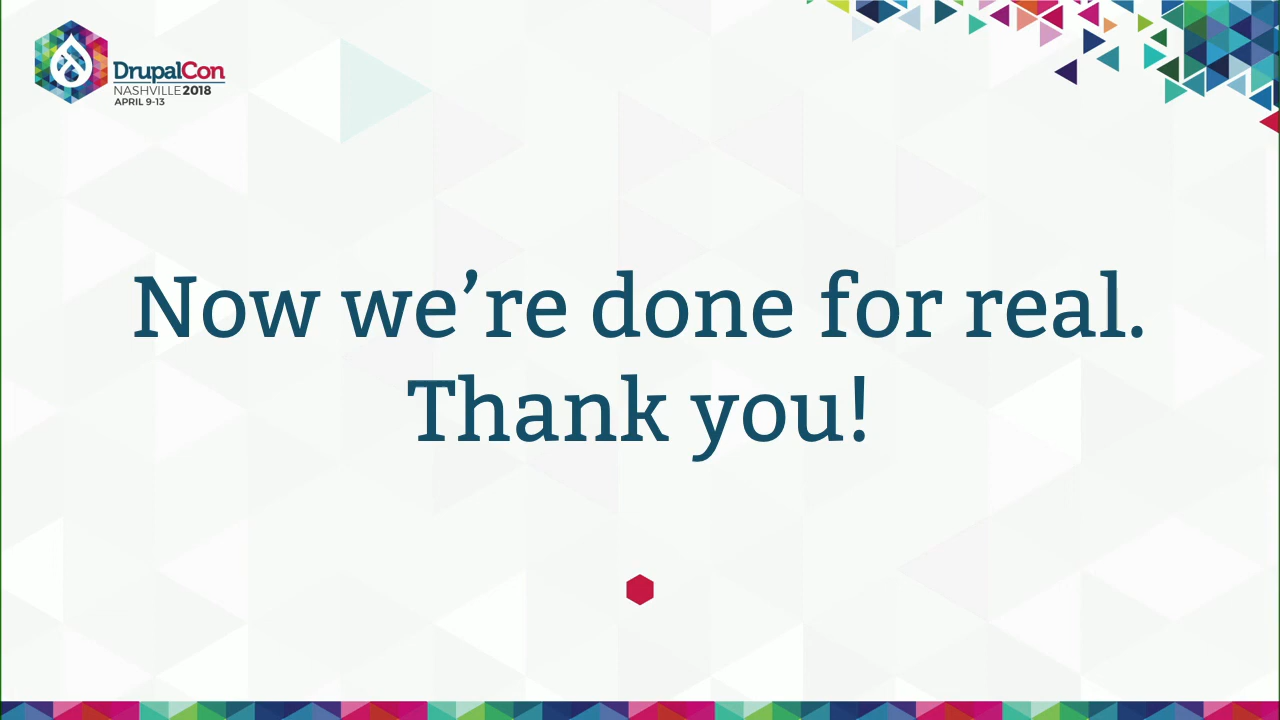 DrupalCon
NASHVILLE 2018
APRIL 9-13
Now we’re done for real.
Thank you!